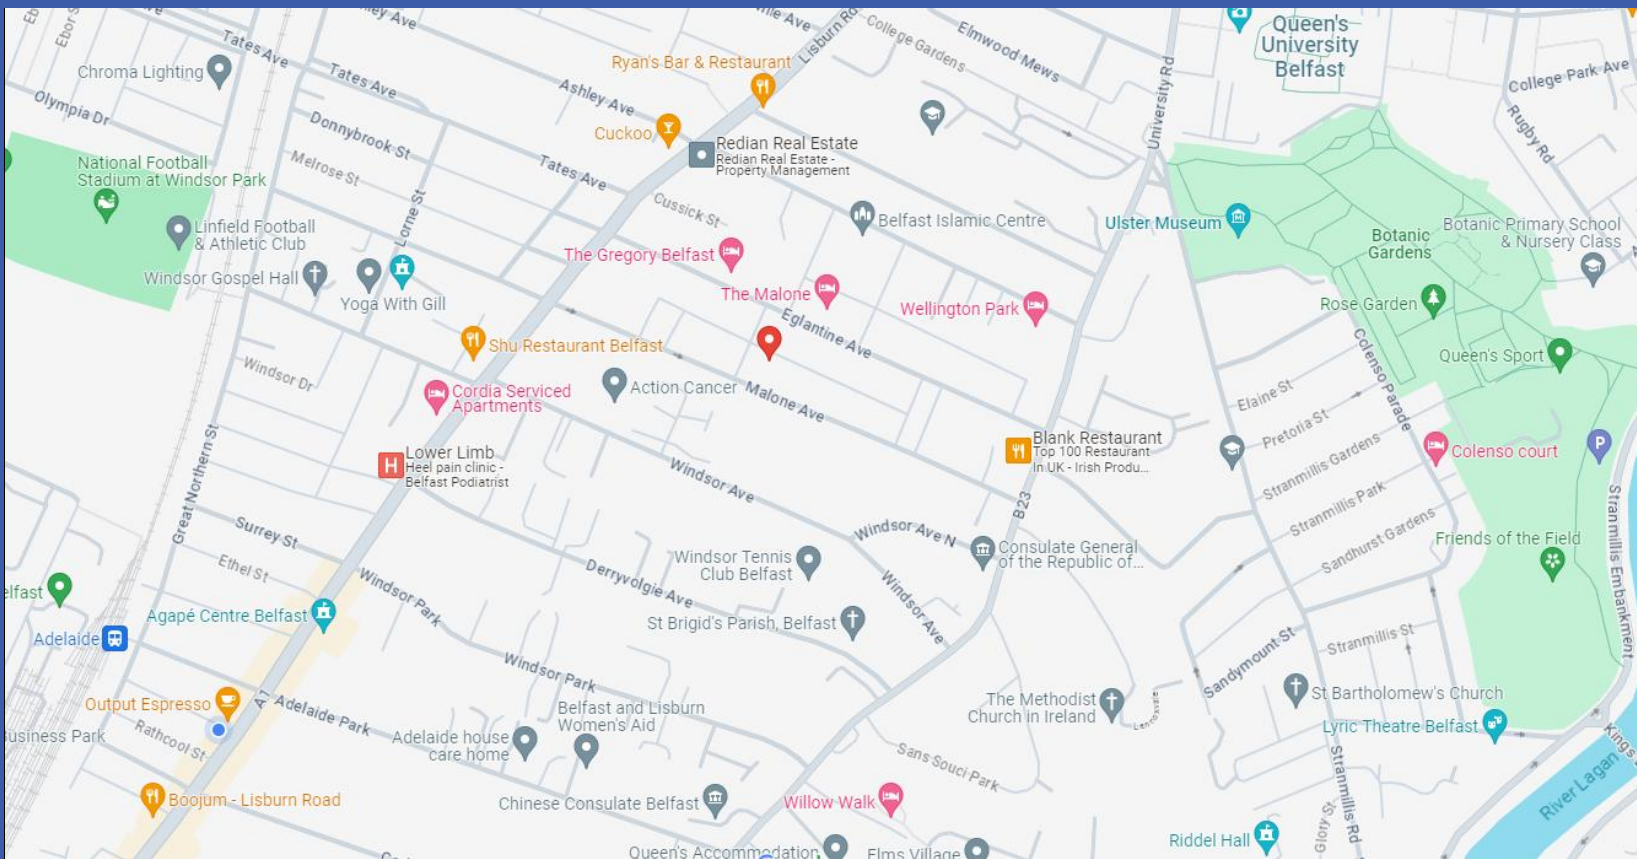 Queen's
University
Belfast
College Park Ave
Rugby Rd
University Rd
Elmwood Mews
College Gardens
Lisburn Rd
Ryan's Bar & Restaurant
Ashley Ave
Cuckoo
Redian Real Estate
Redian Real Estate -
Property Management
Tates Ave
Tates Ave
Tates Ave
Chroma Lighting
Olympia Dr
Donnybrook St
Melrose St
Lorne St
National Football
Stadium at Windsor Park
Linfield Football
& Athletic Club
Windsor Gospel Hall
Yoga With Gill
Cussick St
Belfast Islamic Centre
Ulster Museum
Botanic
Gardens
Botanic Primary School
& Nursery Class
The Gregory Belfast
The Malone
Wellington Park
Rose Garden
Eglantine Ave
Colenso Parade
Queen's Sport
Shu Restaurant Belfast
Action Cancer
Malone Ave
Windsor Dr
Cordia Serviced
Apartments
Elaine St
Pretoria St
Stranmillis Gardens
Stranmillis Park
Sandhurst Gardens
Colenso court
P
Blank Restaurant
Top 100 Restaurant
In UK - Irish Produ...
Lower Limb
Heel pain clinic -
Belfast Podiatrist
H
Great Northern St
Windsor Ave
B23
Windsor Ave N
Consulate General
of the Republic of...
Friends of the Field
Stranmillis Embankment
Surrey St
Ethel St
Windsor Tennis
Club Belfast
Derryvolgie Ave
Windsor Ave
Windsor Park
St Brigid's Parish, Belfast
Agapé Centre Belfast
elfast
Adelaide
Stranmillis St
Sandymount St
Windsor Park
St Bartholomew's Church
The Methodist
Church in Ireland
Lyric Theatre Belfast
Output Espresso
A1
Adelaide Park
Belfast and Lisburn
Women's Aid
Adelaide house
care home
Rathcool St
usiness Park
Sans Souci Park
Stranmillis Rd
Kings
River Lagan
Boojum - Lisburn Road
Chinese Consulate Belfast
Willow Walk
Glory St
Riddel Hall
Queen's Accommodation
Elms Village